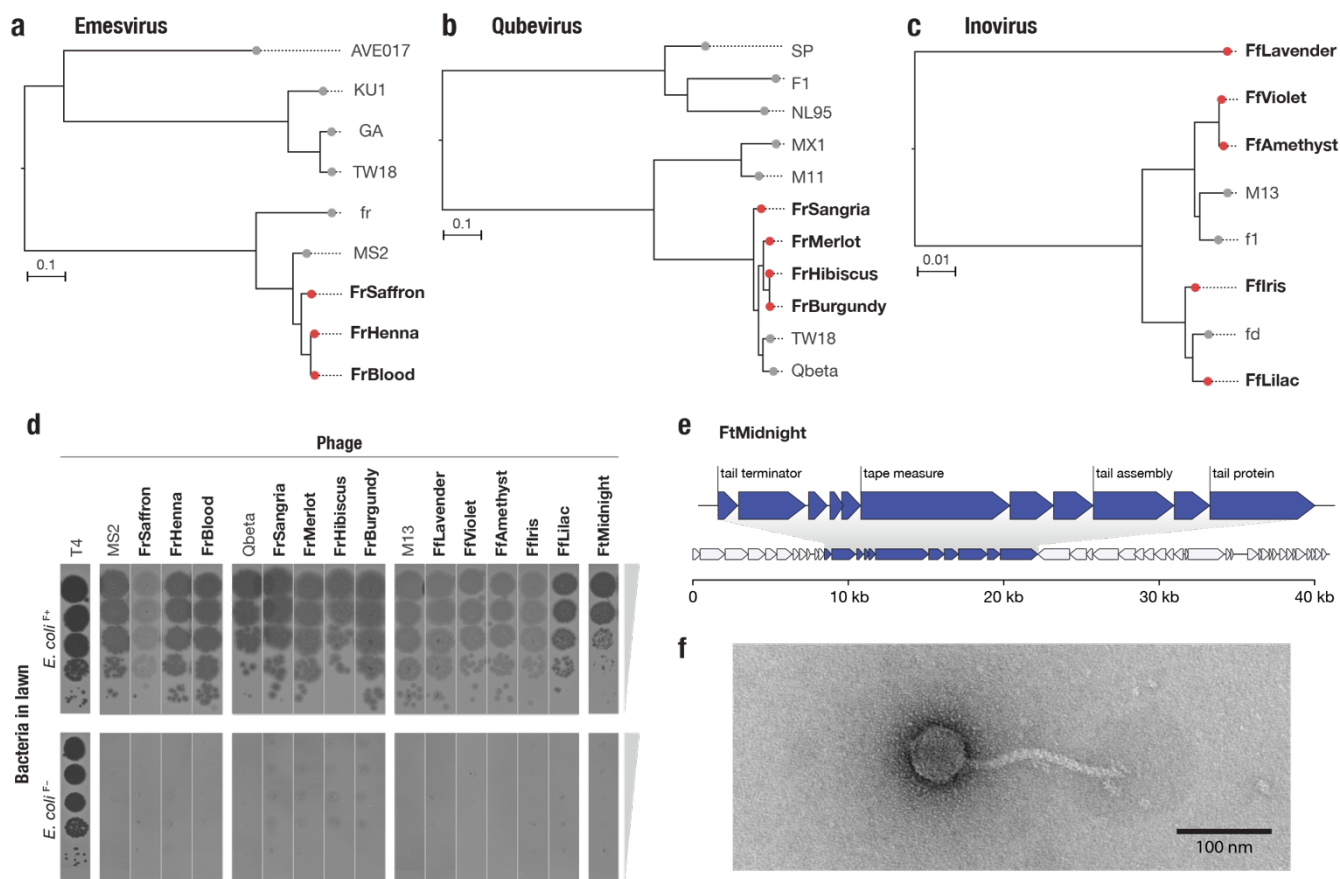 a Emesvirus
AVE017
KU1
GA
TW18
fr
MS2
FrSaffron
FrHenna
FrBlood
0.1
b Qubevirus
SP
F1
NL95
MX1
M11
FrSangria
FrMerlot
FrHibiscus
FrBurgundy
TW18
Qbeta
0.1
c Inovirus
FfLavender
FfViolet
FfAmethyst
M13
f1
FfIris
fd
FfLilac
0.01
d
Phage
T4
MS2
FrSaffron
FrHenna
FrBlood
Qbeta
FrSangria
FrMerlot
FrHibiscus
FrBurgundy
M13
FfLavender
FfViolet
FfAmethyst
FfIris
FfLilac
FtMidnight
Bacteria in lawn
E. coli F+
E. coli F–
e
FtMidnight
tail terminator tape measure tail assembly tail protein
0 10 kb 20 kb 30 kb 40 kb
f
100 nm